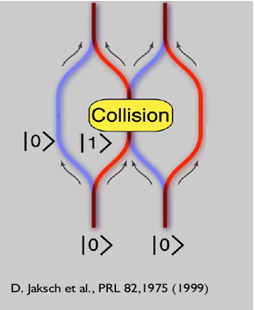 Collision
|0> |1>
|0> |0>
D. Jaksch et al., PRL 82,1975 (1999)